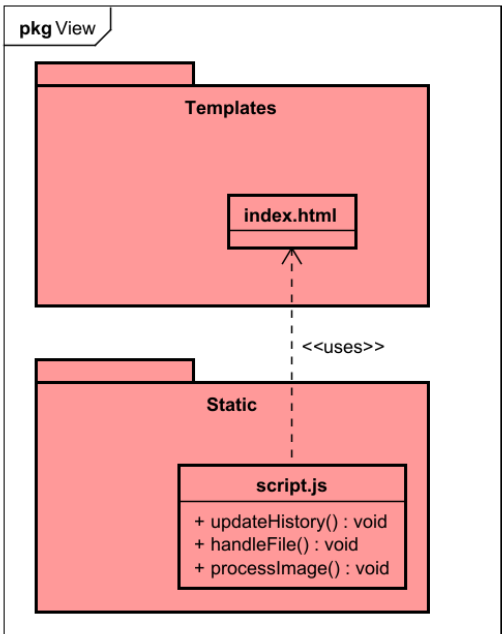 pkg View
Templates
index.html
<<uses>>
Static
script.js
+ updateHistory() : void
+ handleFile() : void
+ processImage() : void